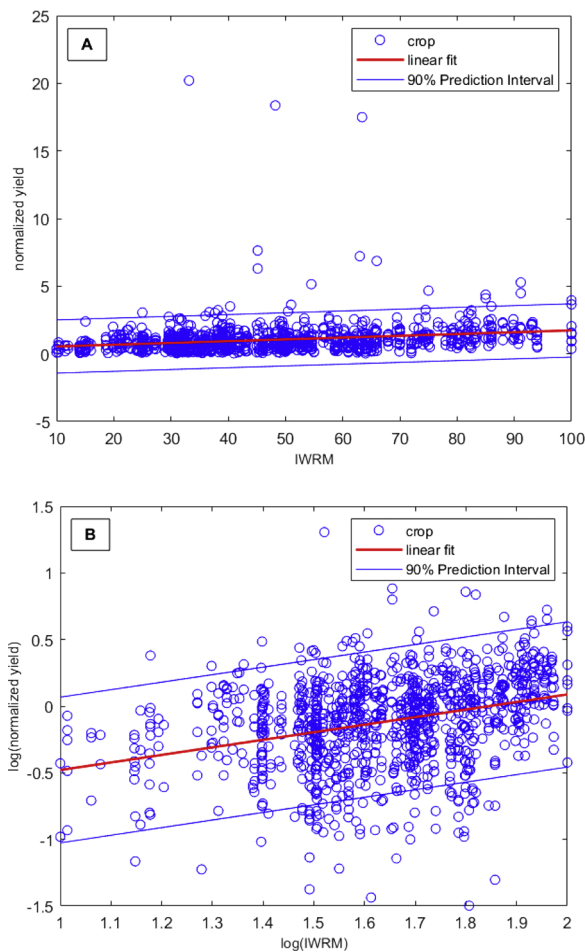 A
crop
linear fit
90% Prediction Interval
25
20
15
10
5
0
-5
normalized yield
10 20 30 40 50 60 70 80 90 100
IWRM
B
crop
linear fit
90% Prediction Interval
1.5
1
0.5
0
-0.5
-1
-1.5
log(normalized yield)
1 1.1 1.2 1.3 1.4 1.5 1.6 1.7 1.8 1.9 2
log(IWRM)